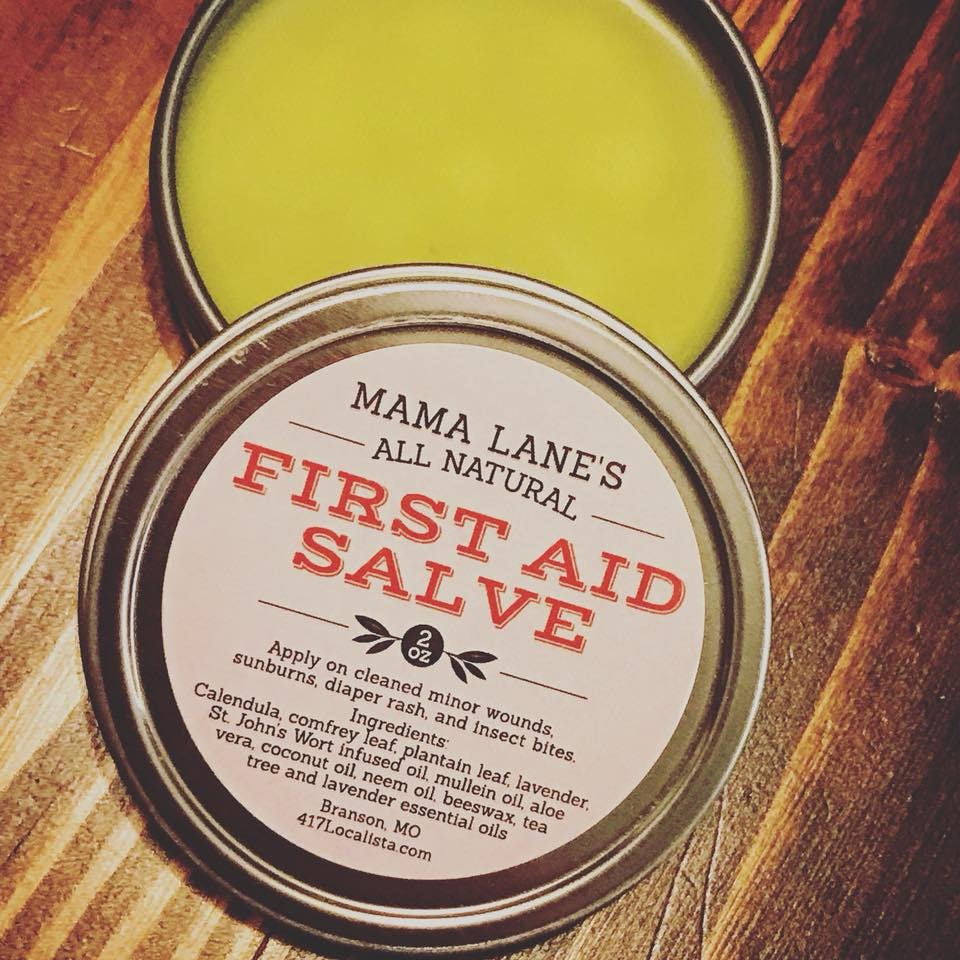 MAMA LANE'S
ALL NATURAL
FIRST AID
SALVE
2
OZ
Apply on cleaned minor wounds,
sunburns, diaper rash, and insect bites.
Ingredients:
Calendula, comfrey leaf, plantain leaf, lavender,
St. John's Wort infused oil, mullein oil, aloe
vera, coconut oil, neem oil, beeswax, tea
tree and lavender essential oils
Branson, MO
417Localista.com